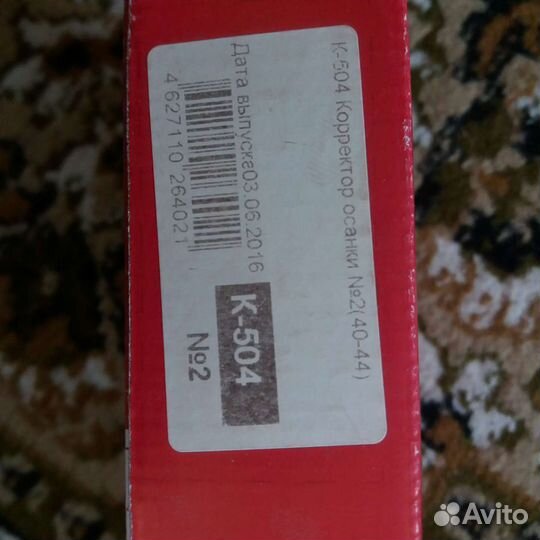 К-504 Корректор осанки №2(40-44)
Дата выпуска03.06.2016
4 627110 264021
К-504
№2
Avito